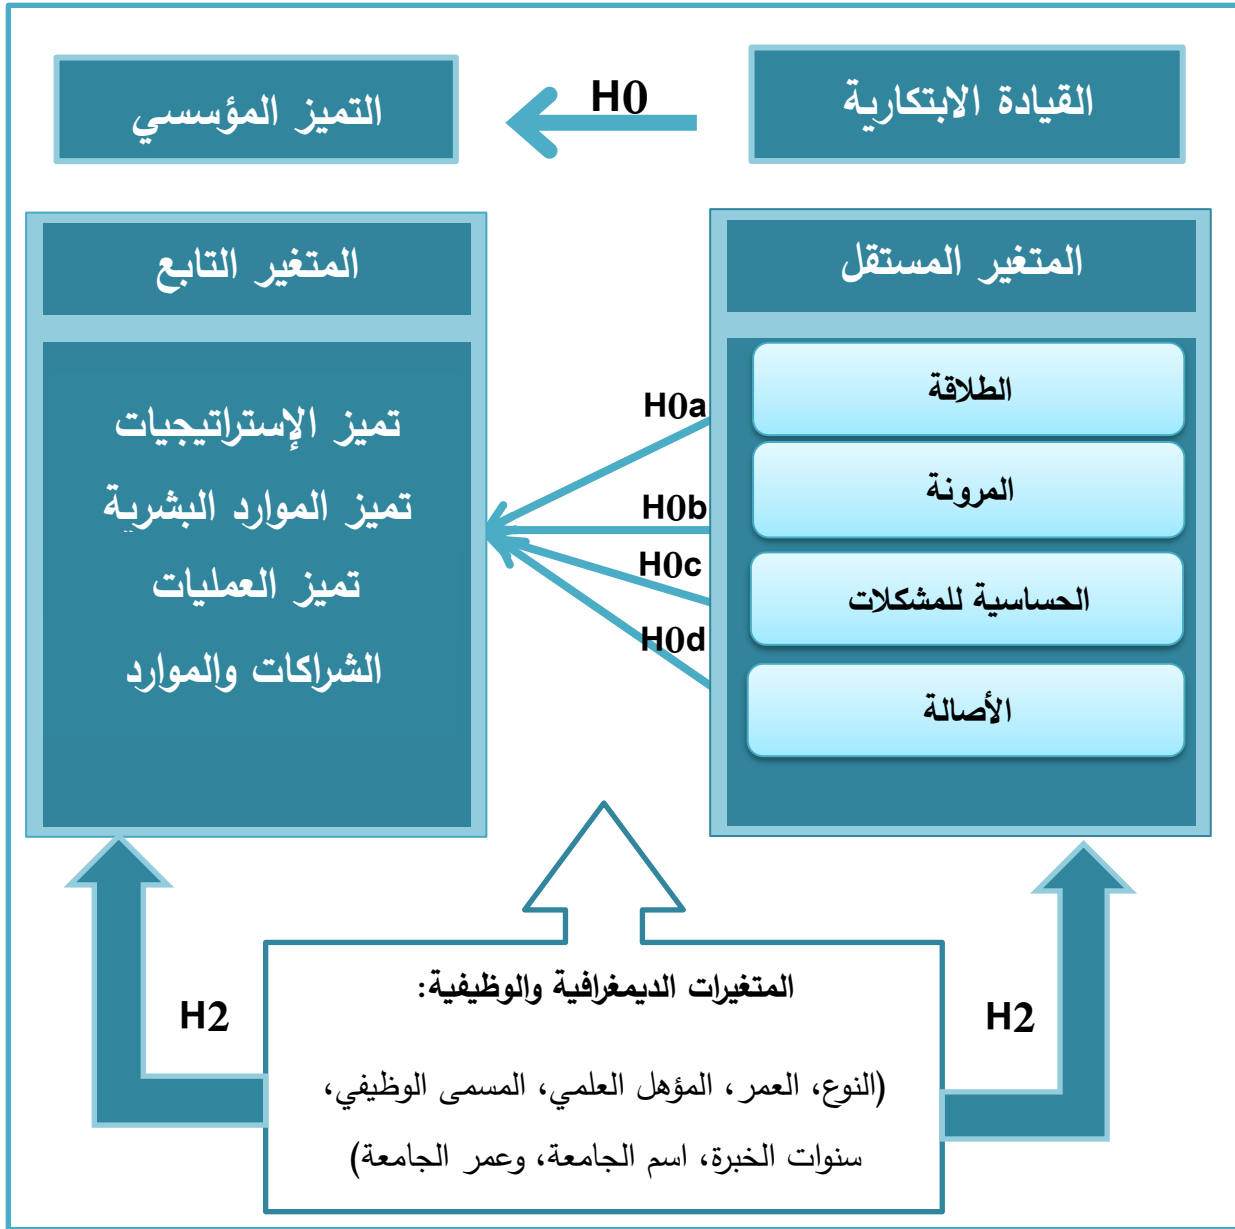 القيادة الابتكارية
H0
التميز المؤسسي
المتغير المستقل
المتغير التابع
الطلاقة
المرونة
الحساسية للمشكلات
الأصالة
H0a
H0b
H0c
H0d
تميز الإستراتيجيات
تميز الموارد البشرية
تميز العمليات
الشراكات والموارد
H2
H2
المتغيرات الديمغرافية والوظيفية:
(النوع، العمر، المؤهل العلمي، المسمى الوظيفي،
سنوات الخبرة، اسم الجامعة، وعمر الجامعة)